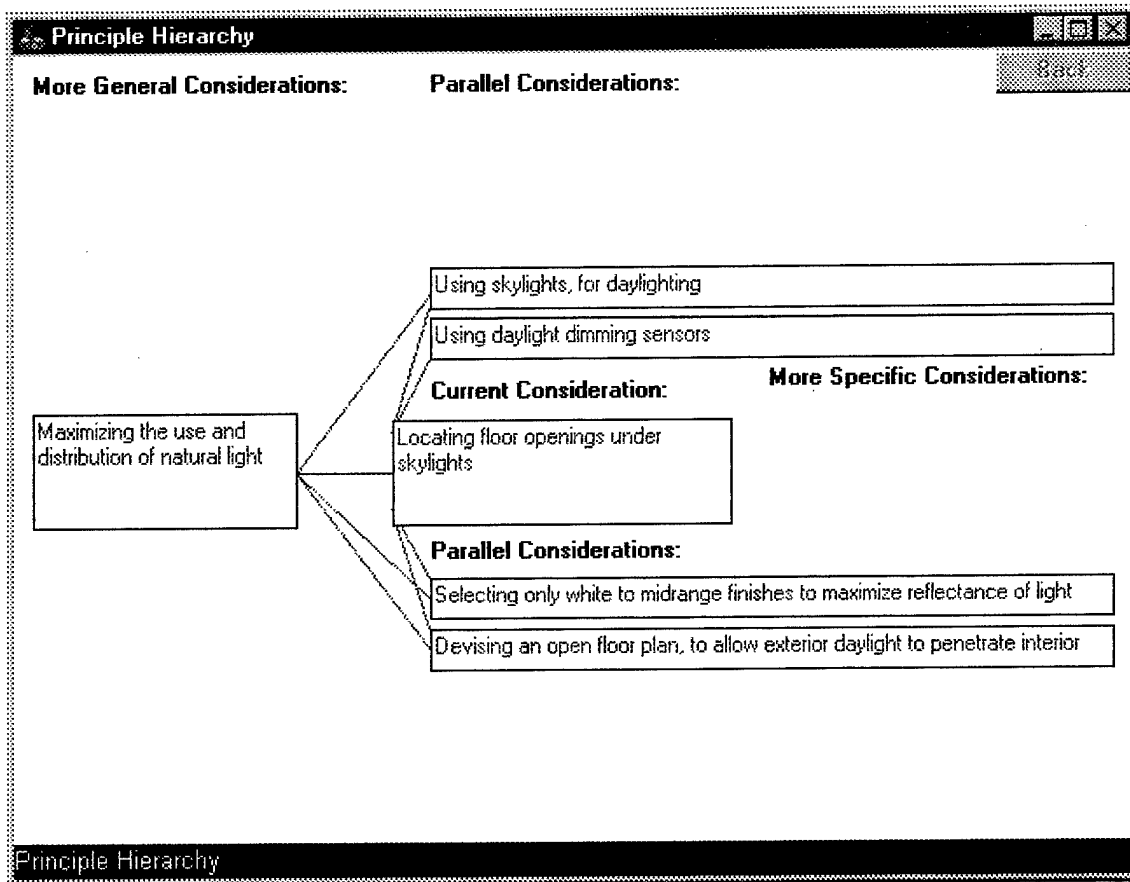 Principle Hierarchy
Back
More General Considerations:
Parallel Considerations:
Using skylights, for daylighting
Using daylight dimming sensors
More Specific Considerations:
Current Consideration:
Maximizing the use and
distribution of natural light
Locating floor openings under
skylights
Parallel Considerations:
Selecting only white to midrange finishes to maximize reflectance of light
Devising an open floor plan, to allow exterior daylight to penetrate interior
Principle Hierarchy